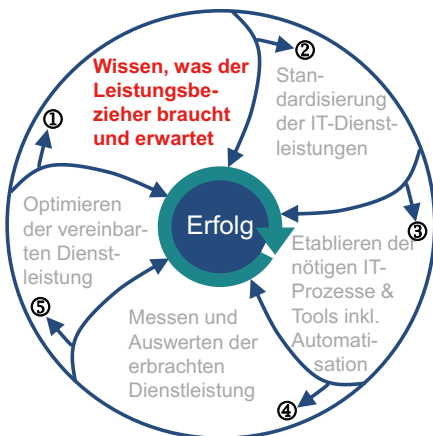 ①
Wissen, was der
Leistungsbe-
zieher braucht
und erwartet
②
Stan-
dardisierung
der IT-Dienst-
leistungen
③
Etablieren der
nötigen IT-
Prozesse &
Tools inkl.
Automati-
sation
④
Messen und
Auswerten der
erbrachten
Dienstleistung
⑤
Optimieren
der vereinbar-
ten Dienst-
leistung
Erfolg